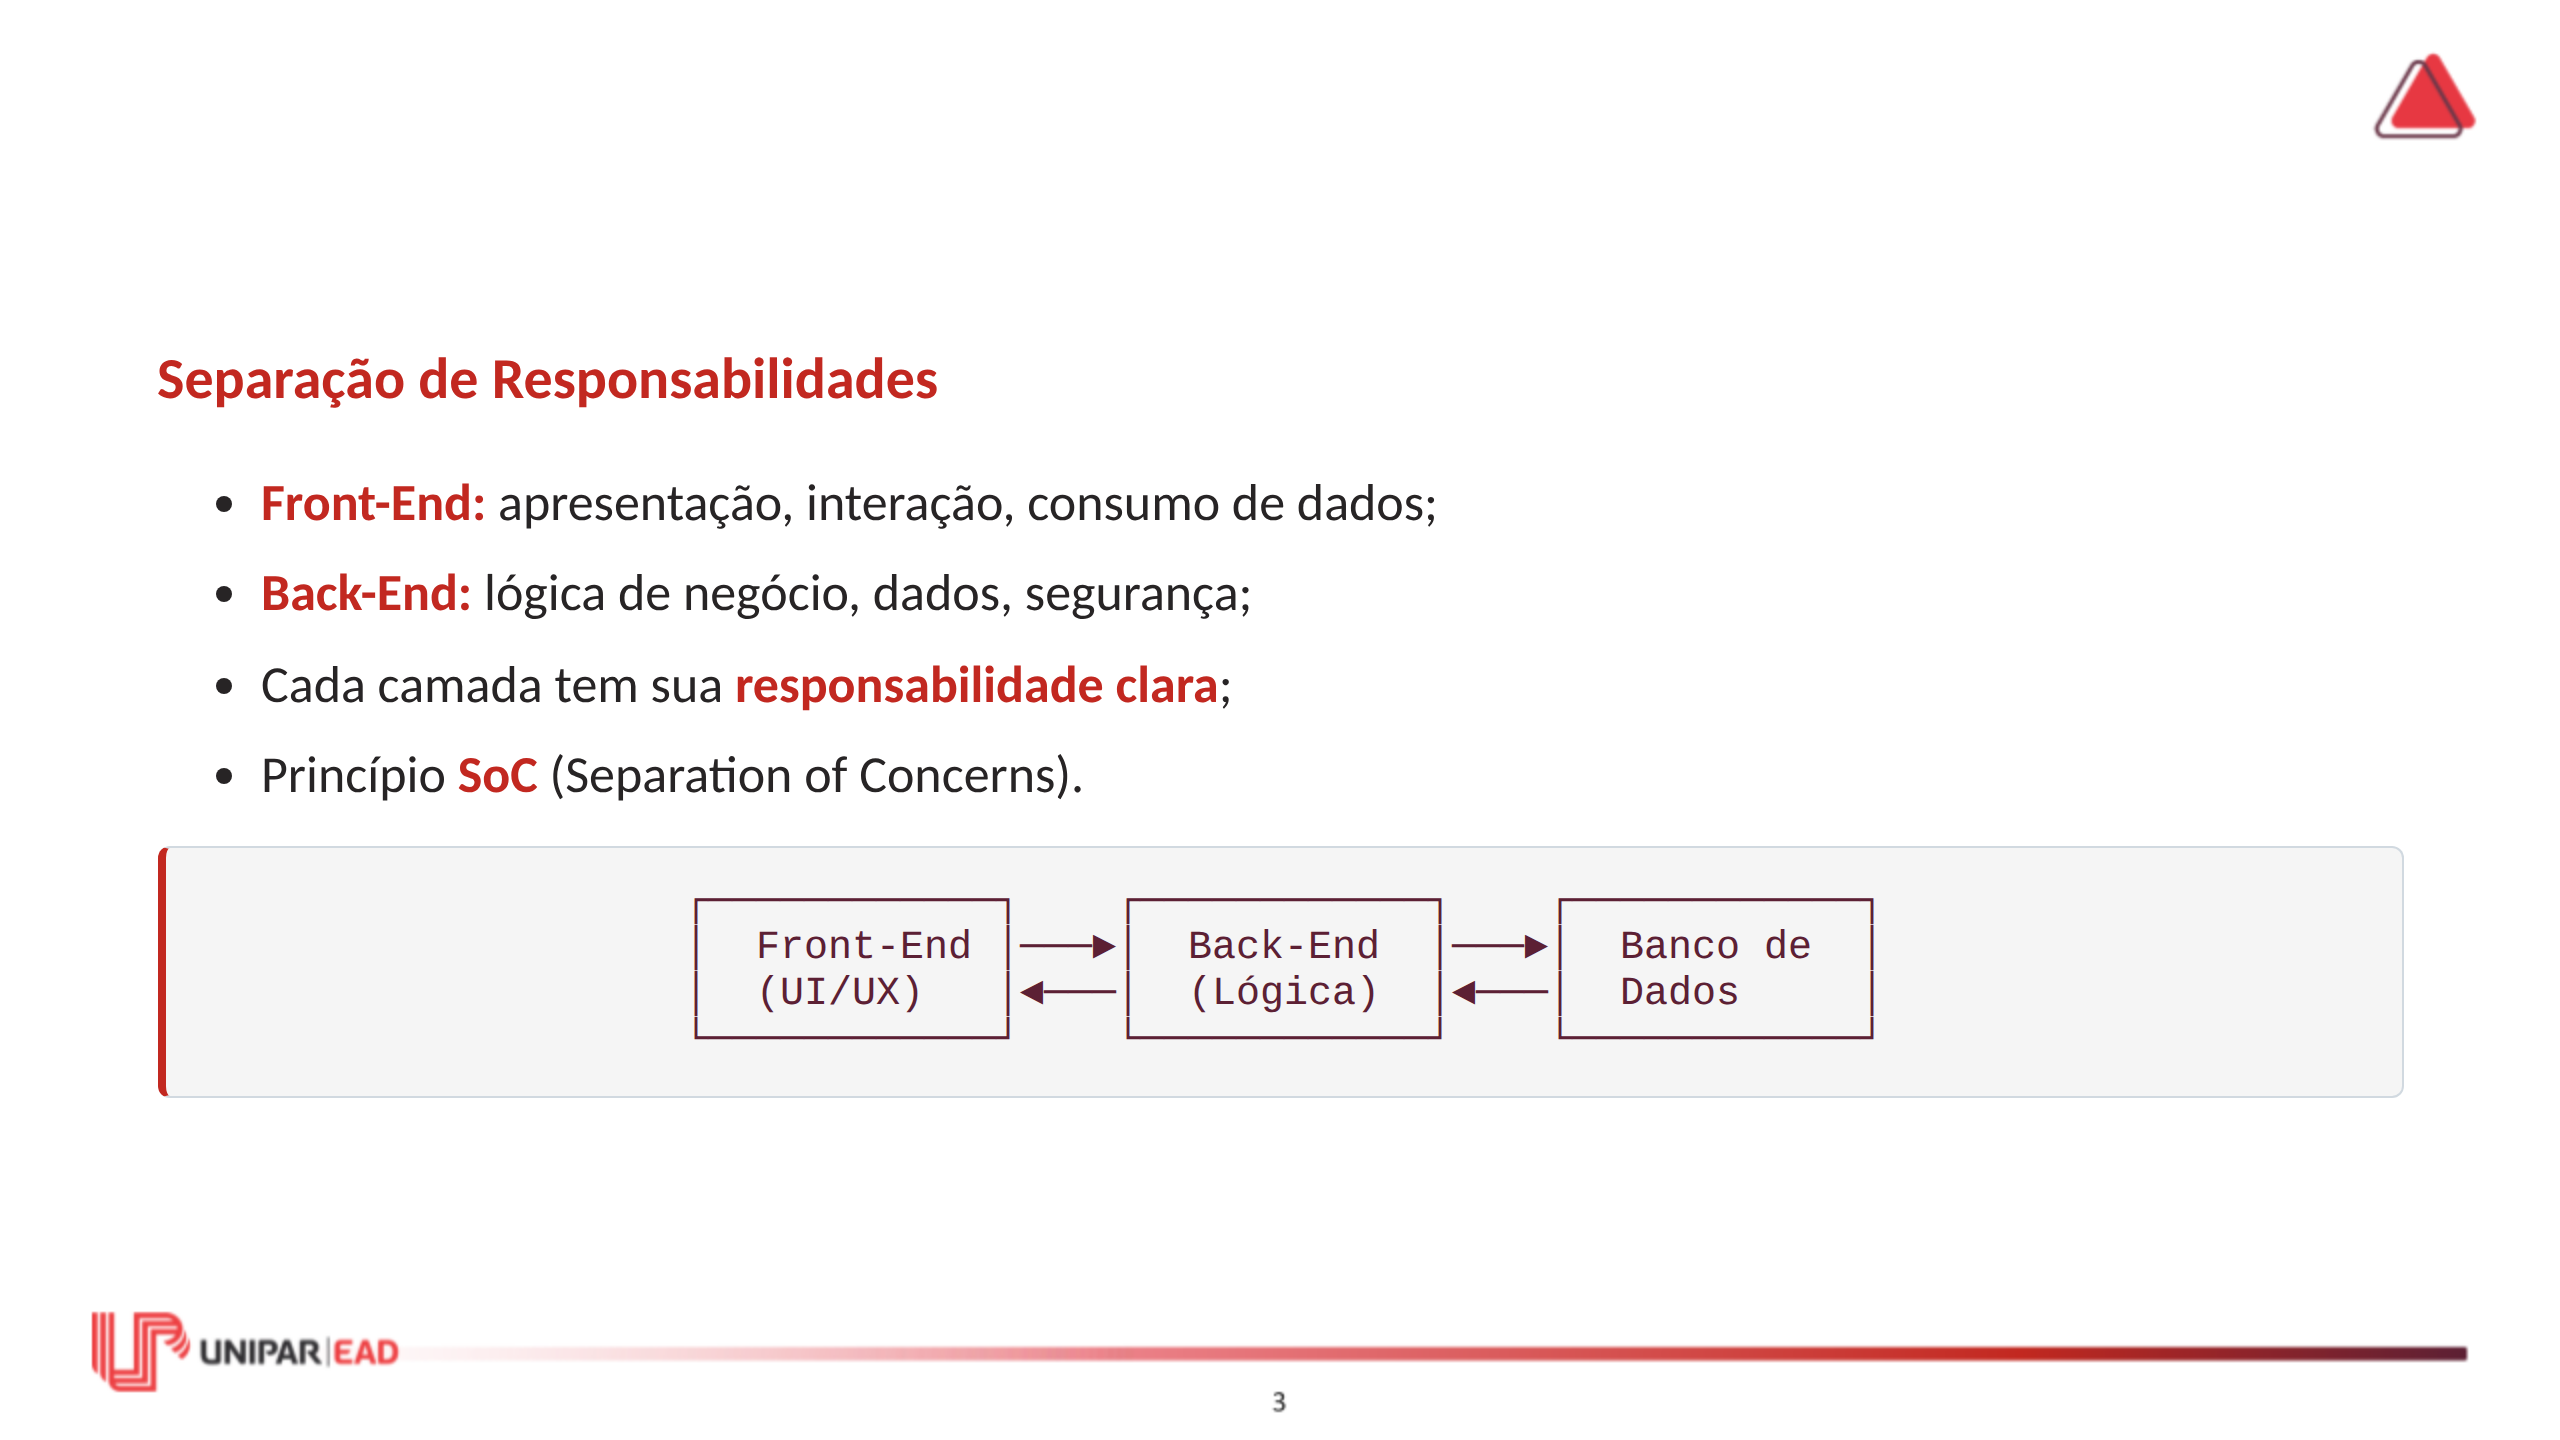 Separação de Responsabilidades
• Front-End: apresentação, interação, consumo de dados;
• Back-End: lógica de negócio, dados, segurança;
• Cada camada tem sua responsabilidade clara;
• Princípio SoC (Separation of Concerns).
Front-End Back-End Banco de
(UI/UX) (Lógica) Dados
UNIPAR|EAD
3